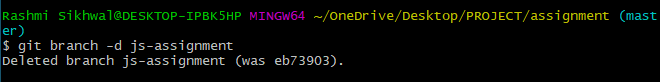 Rashmi Sikhwal@DESKTOP-IPBK5HP MINGW64 ~/OneDrive/Desktop/PROJECT/assignment (mast
er)
$ git branch -d js-assignment
Deleted branch js-assignment (was eb73903).